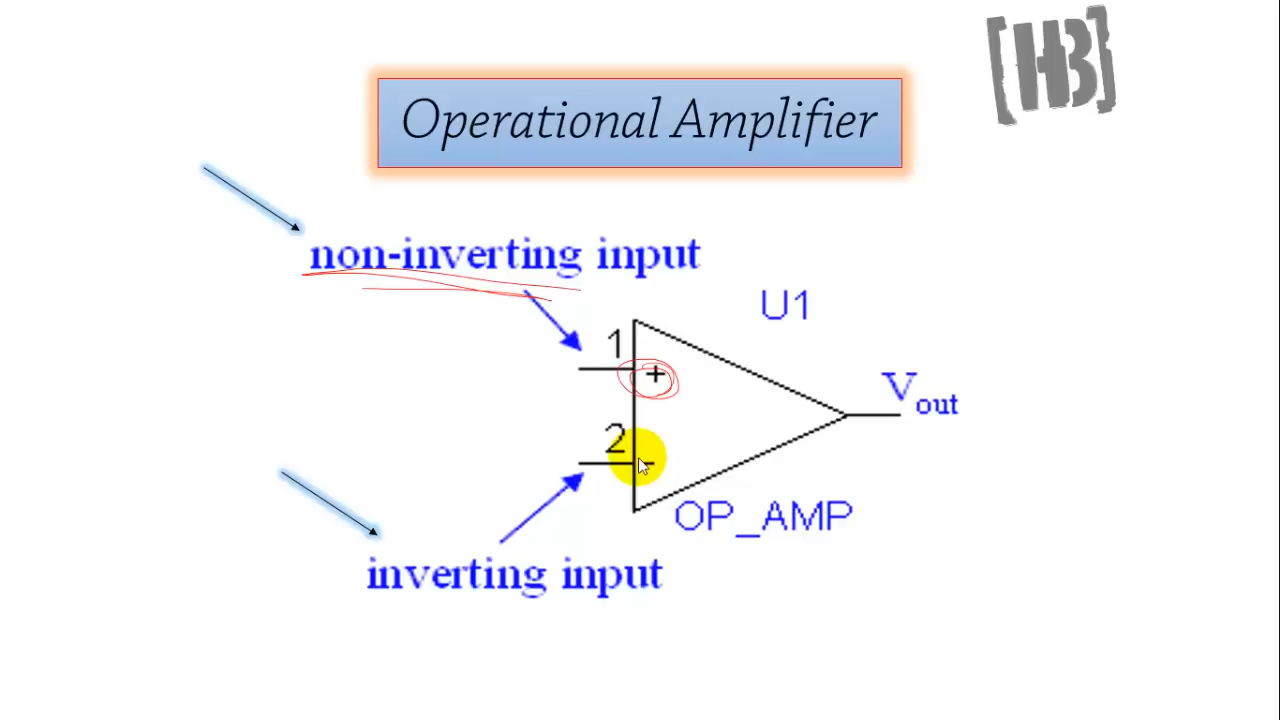 [HB]
Operational Amplifier
non-inverting input
U1
1
+
Vout
2
-
OP_AMP
inverting input